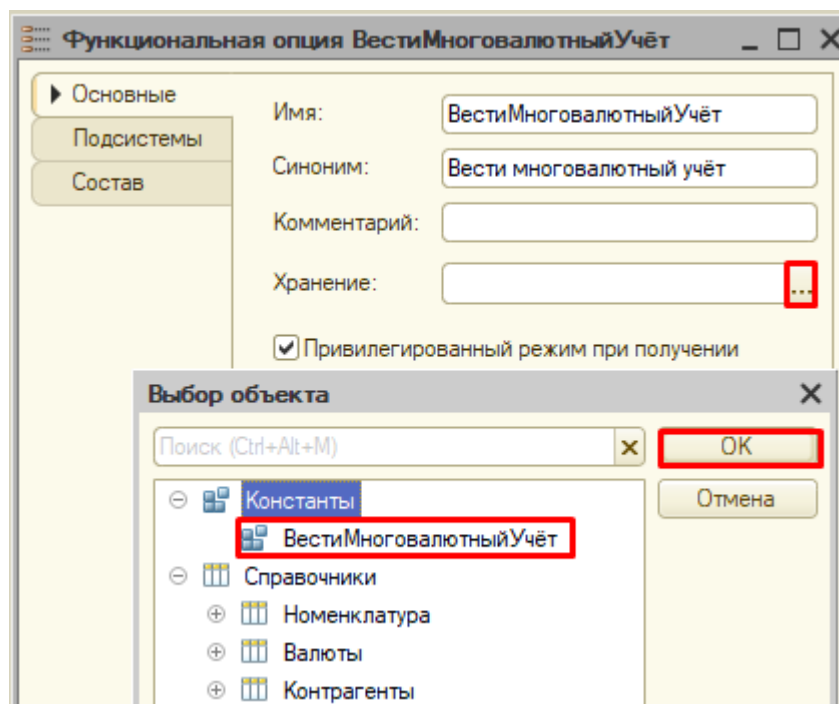 Функциональная опция ВестиМноговалютныйУчёт
Основные
Подсистемы
Состав
Имя: ВестиМноговалютныйУчёт
Синоним: Вести многовалютный учёт
Комментарий:
Хранение: ...
Привилегированный режим при получении
Выбор объекта
Поиск (Ctrl+Alt+M)
OK
Отмена
Константы
ВестиМноговалютныйУчёт
Справочники
Номенклатура
Валюты
Контрагенты